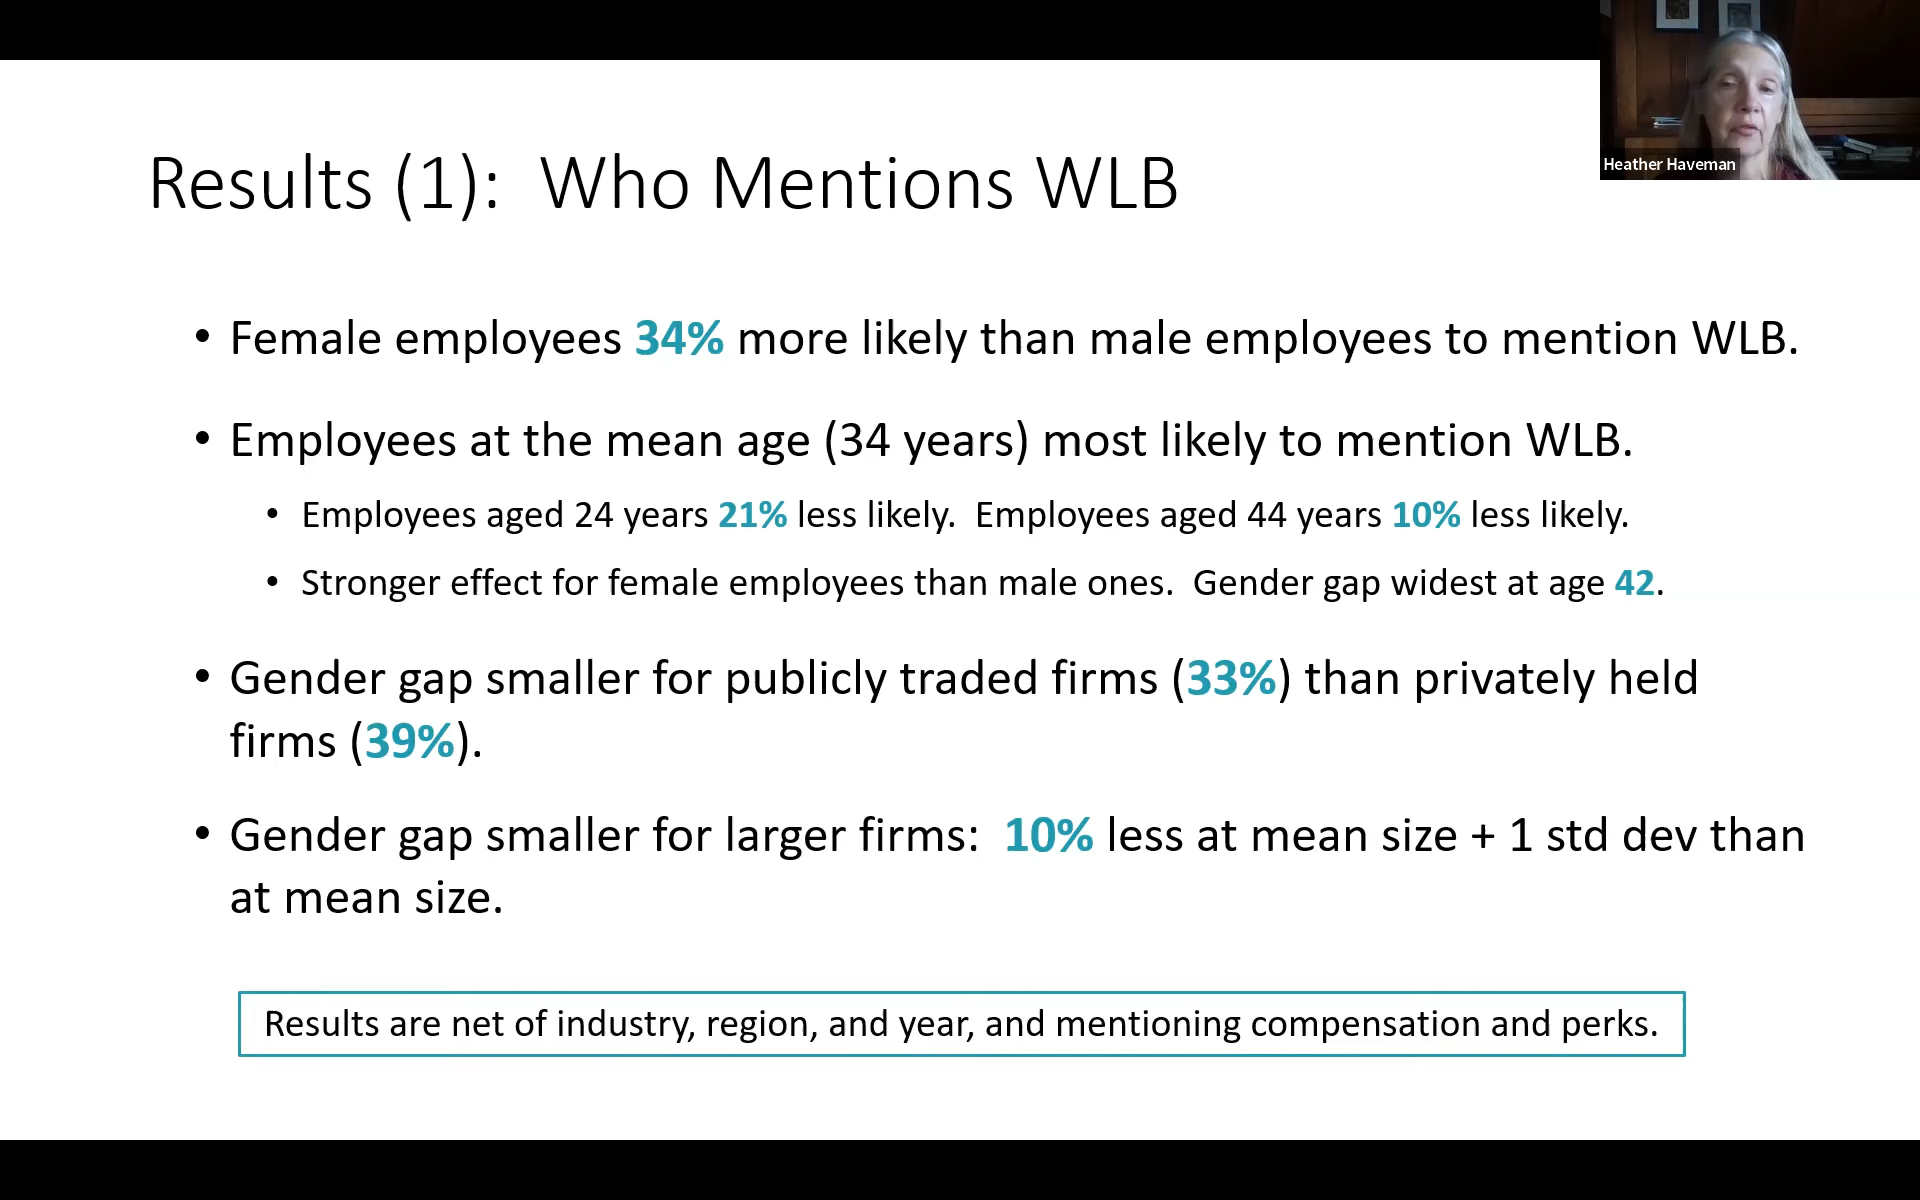 Heather Haveman
Results (1): Who Mentions WLB
• Female employees 34% more likely than male employees to mention WLB.
• Employees at the mean age (34 years) most likely to mention WLB.
• Employees aged 24 years 21% less likely. Employees aged 44 years 10% less likely.
• Stronger effect for female employees than male ones. Gender gap widest at age 42.
• Gender gap smaller for publicly traded firms (33%) than privately held
firms (39%).
• Gender gap smaller for larger firms: 10% less at mean size + 1 std dev than
at mean size.
Results are net of industry, region, and year, and mentioning compensation and perks.